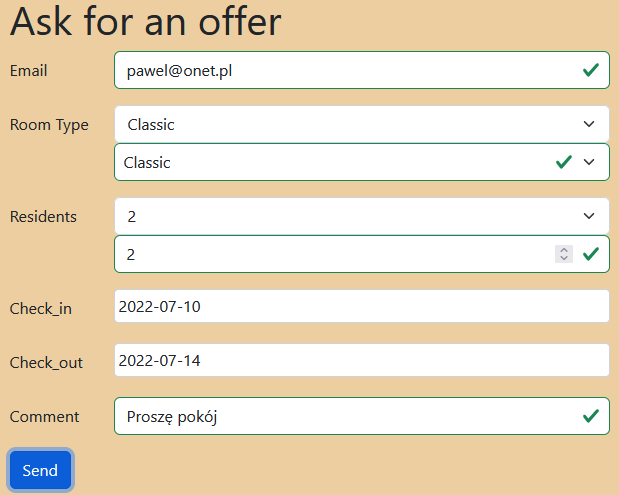 Ask for an offer
Email pawel@onet.pl
Room Type Classic
Classic
Residents 2
2
Check_in 2022-07-10
Check_out 2022-07-14
Comment Proszę pokój
Send